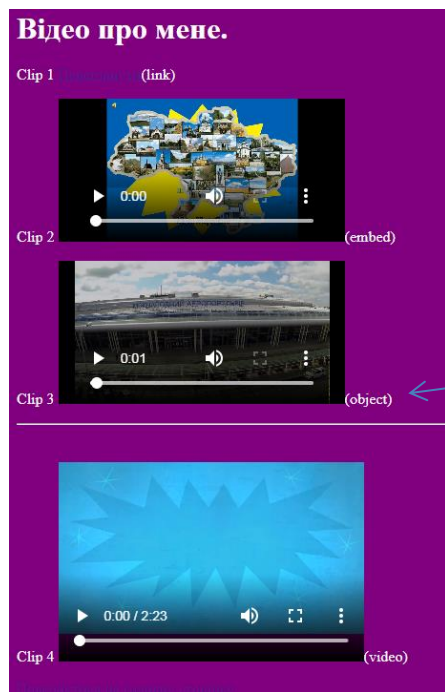 Відео про мене.
Clip 1 (link)
0:00
Clip 2 (embed)
0:01
Clip 3 (object)
0:00 / 2:23
Clip 4 (video)